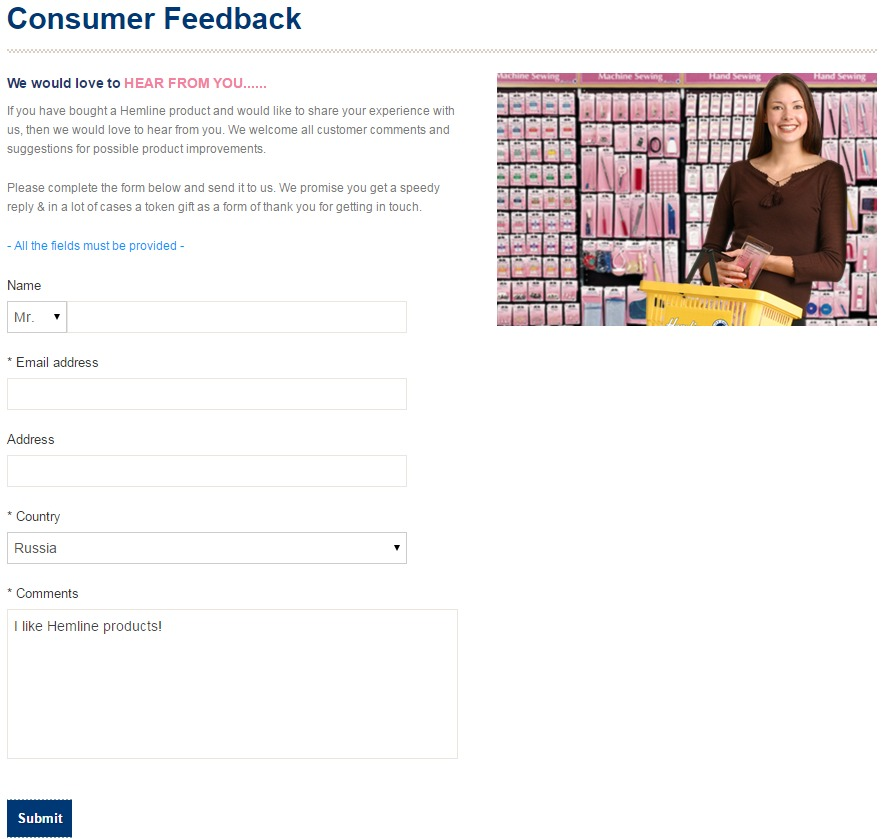 Consumer Feedback
We would love to HEAR FROM YOU......
If you have bought a Hemline product and would like to share your experience with
us, then we would love to hear from you. We welcome all customer comments and
suggestions for possible product improvements.
Please complete the form below and send it to us. We promise you get a speedy
reply & in a lot of cases a token gift as a form of thank you for getting in touch.
- All the fields must be provided -
Name
Mr.
* Email address
Address
* Country
Russia
* Comments
I like Hemline products!
Submit
Machine Sewing Machine Sewing Hand Sewing Hand Sewing